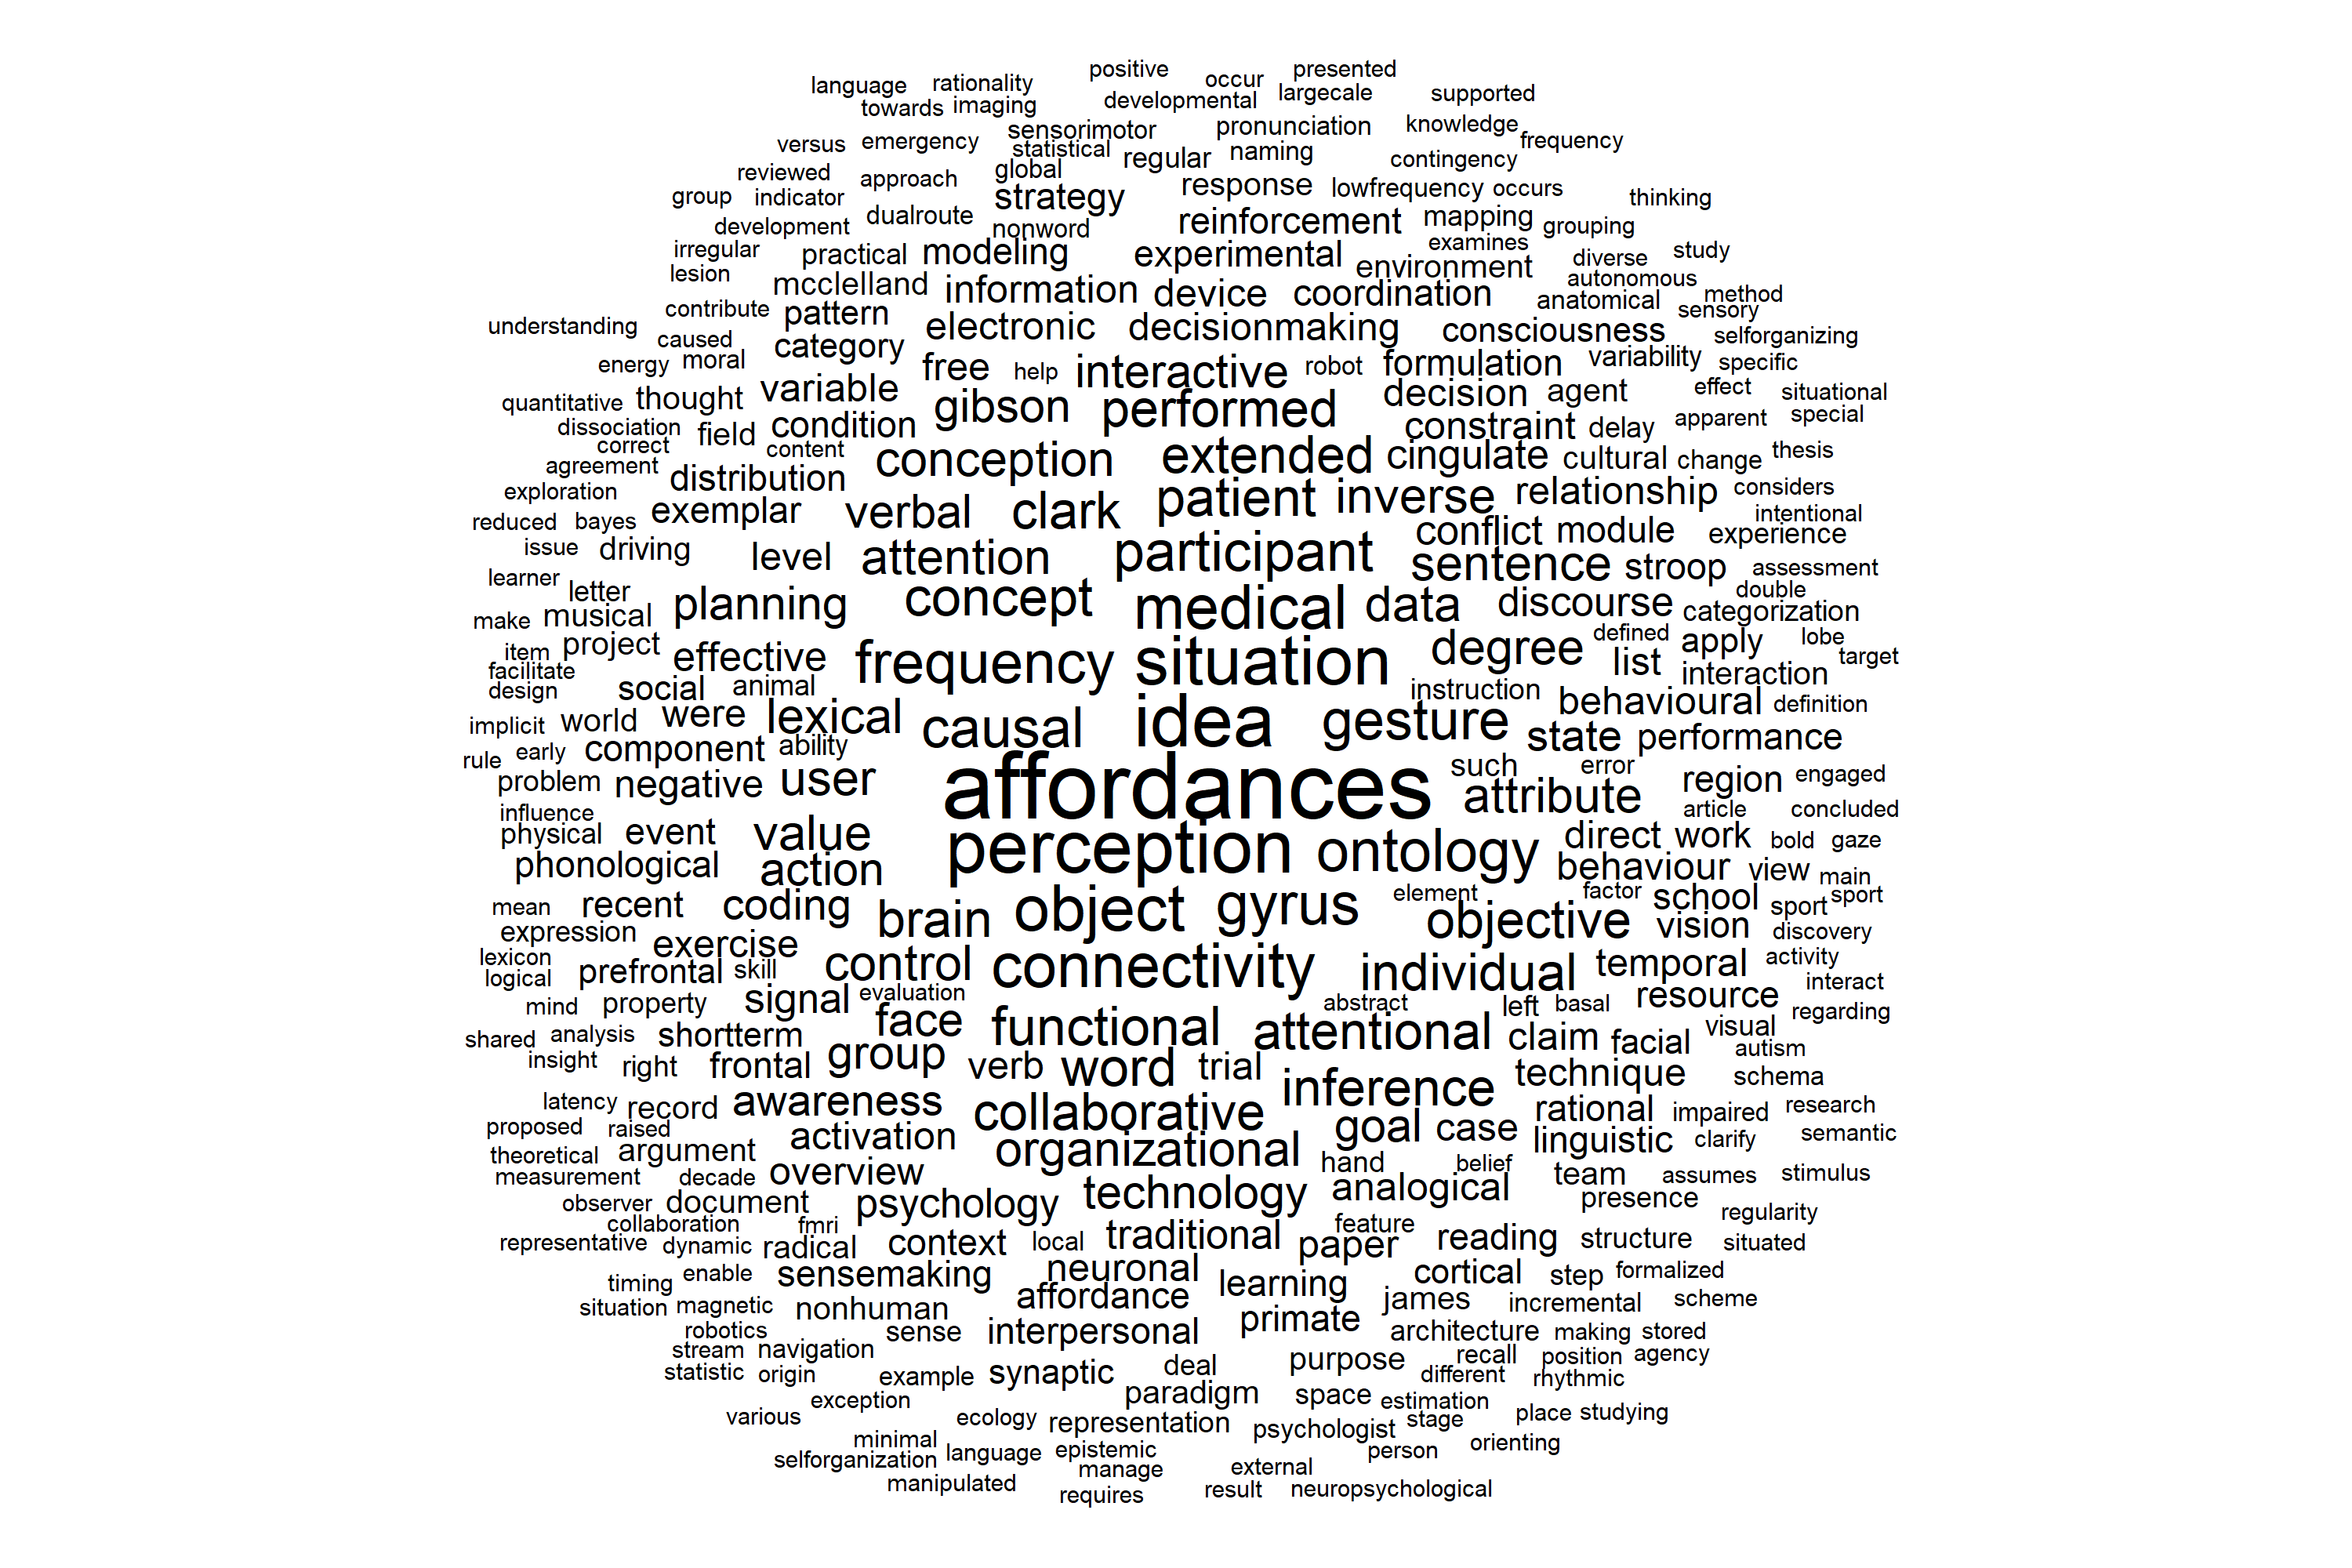 positive presented
language rationality occur
towards imaging developmental largecale supported
sensorimotor pronunciation knowledge
versus emergency statistical regular naming contingency frequency
reviewed approach global
group indicator strategy response lowfrequency occurs thinking
development dualroute nonword reinforcement mapping grouping
irregular practical modeling experimental examines diverse study
lesion mcclelland information device coordination environment autonomous
contribute pattern anatomical method sensory
understanding caused electronic decisionmaking consciousness selforganizing
energy moral category free help interactive robot formulation variability specific
quantitative thought variable gibson performed decision agent effect situational
dissociation correct field condition constraint delay apparent special
agreement content conception extended cingulate cultural change thesis
exploration distribution patient inverse relationship considers
reduced bayes exemplar verbal clark conflict module intentional
issue driving level attention participant sentence stroop experience assessment
learner letter planning concept medical data discourse double
make musical categorization
item project effective frequency situation degree defined list apply lobe target
facilitate design social animal instruction interaction
implicit world were lexical causal idea gesture behavioural definition
rule early component ability state performance
problem negative user affordances such error attribute region engaged
influence article concluded
physical event value perception ontology direct work bold gaze
phonological action behaviour view main
mean recent coding brain object gyrus element factor school sport sport
expression exercise objective vision discovery
lexicon logical prefrontal skill control connectivity individual temporal activity interact
mind property signal evaluation abstract left basal resource regarding
shared analysis shortterm face functional attentional claim facial visual autism
insight right frontal group verb word trial inference technique schema
latency record awareness collaborative goal case rational impaired research
proposed raised activation organizational linguistic clarify semantic
theoretical argument overview hand belief team assumes stimulus
measurement decade
observer document psychology technology analogical presence regularity
collaboration fmri feature
representative dynamic radical context local traditional paper reading structure situated
timing enable sensemaking neuronal learning cortical step formalized
situation magnetic nonhuman affordance james incremental scheme
robotics sense interpersonal primate architecture making stored
stream navigation deal purpose recall position agency
statistic origin example synaptic different rhythmic
exception paradigm space estimation
various ecology representation psychologist stage place studying
minimal language epistemic person orienting
selforganization manage external
manipulated requires result neuropsychological